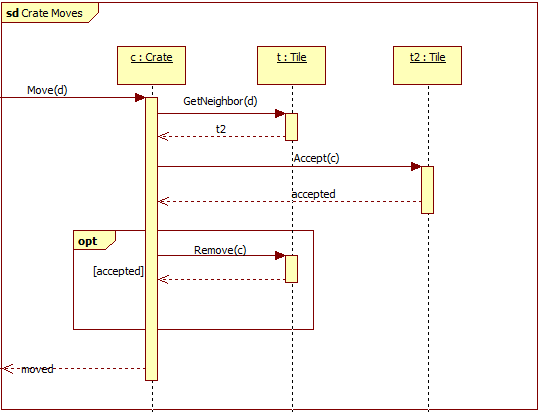 sd Crate Moves
c : Crate
t : Tile
t2 : Tile
Move(d)
GetNeighbor(d)
t2
Accept(c)
accepted
opt
Remove(c)
[accepted]
moved